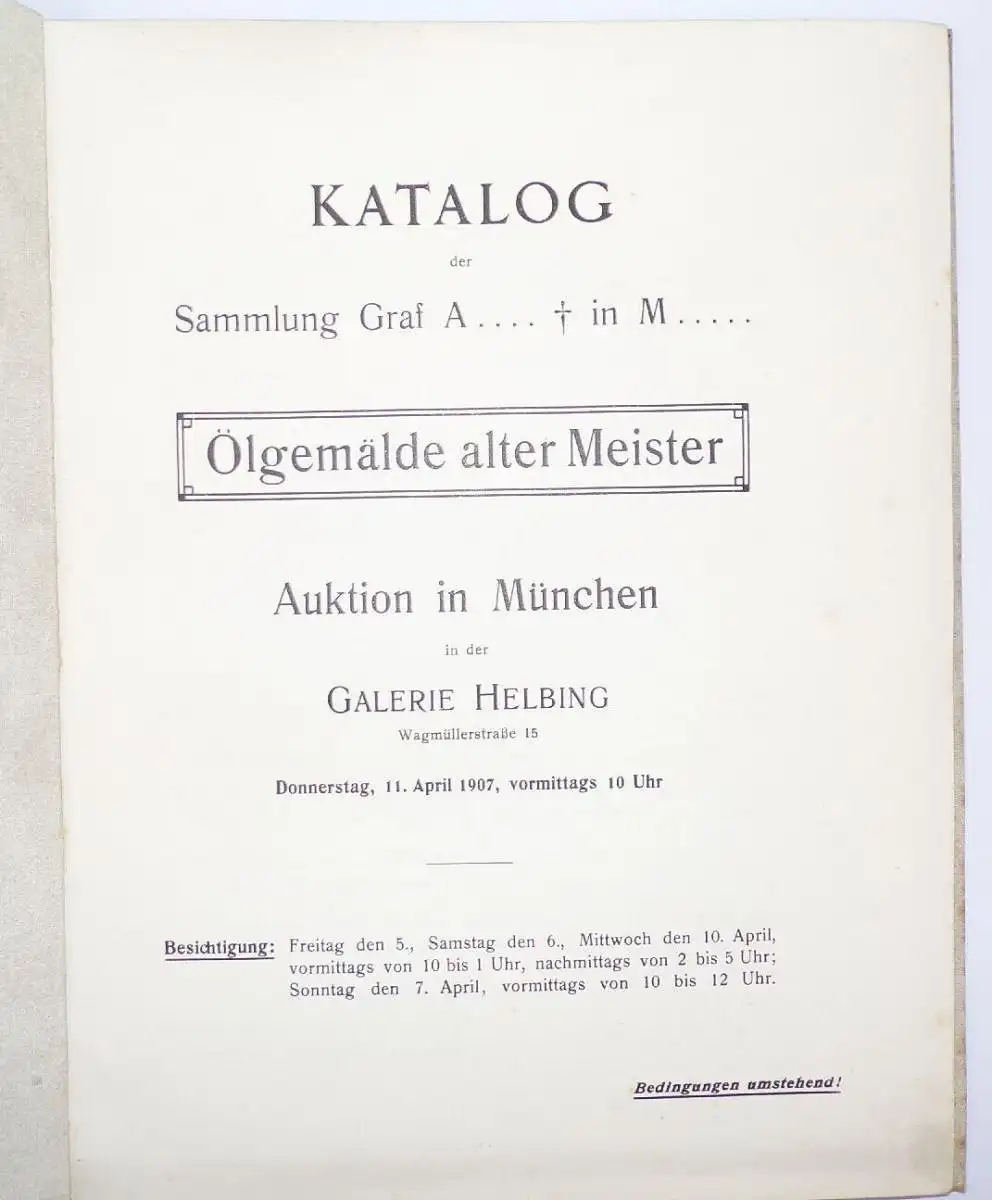 KATALOG
der
Sammlung Graf A .... † in M .....
Ölgemälde alter Meister
Auktion in München
in der
GALERIE HELBING
Wagmüllerstraße 15
Donnerstag, 11. April 1907, vormittags 10 Uhr
Besichtigung: Freitag den 5., Samstag den 6., Mittwoch den 10. April,
vormittags von 10 bis 1 Uhr, nachmittags von 2 bis 5 Uhr;
Sonntag den 7. April, vormittags von 10 bis 12 Uhr.
Bedingungen umstehend!